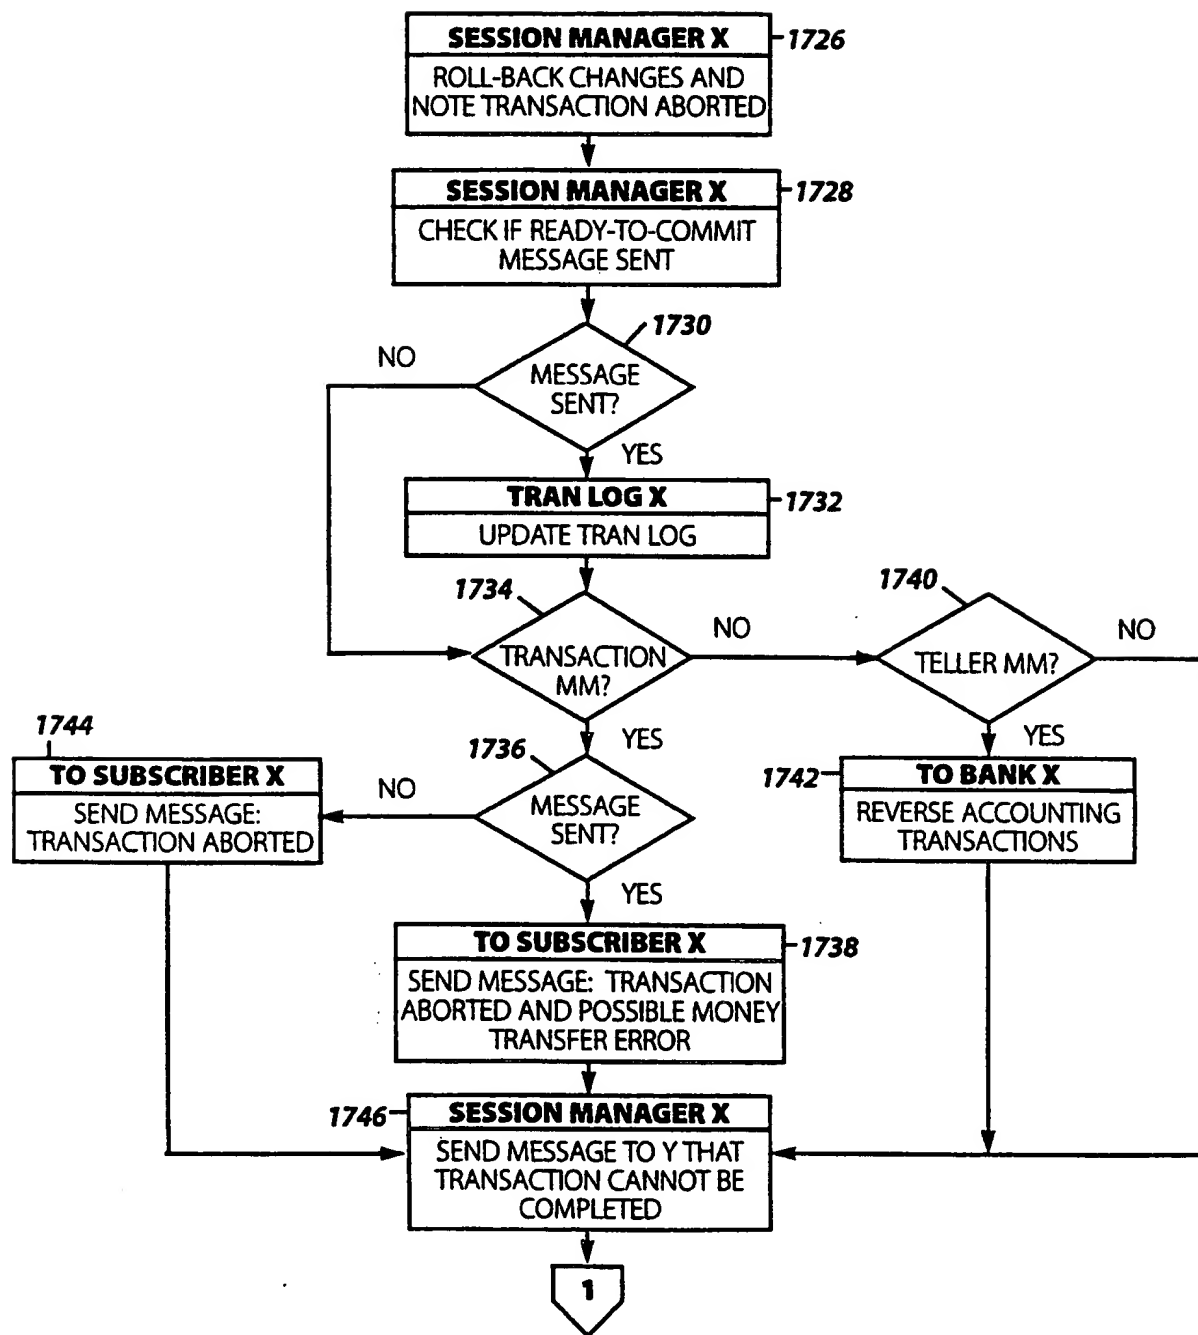 SESSION MANAGER X
1726
ROLL-BACK CHANGES AND
NOTE TRANSACTION ABORTED
SESSION MANAGER X
1728
CHECK IF READY-TO-COMMIT
MESSAGE SENT
1730
NO
MESSAGE
SENT?
YES
TRAN LOG X
1732
UPDATE TRAN LOG
1734
TRANSACTION
MM?
NO
1740
TELLER MM?
NO
YES
YES
1744
TO SUBSCRIBER X
SEND MESSAGE:
TRANSACTION ABORTED
NO
1736
MESSAGE
SENT?
1742
TO BANK X
REVERSE ACCOUNTING
TRANSACTIONS
YES
TO SUBSCRIBER X
1738
SEND MESSAGE: TRANSACTION
ABORTED AND POSSIBLE MONEY
TRANSFER ERROR
1746
SESSION MANAGER X
SEND MESSAGE TO Y THAT
TRANSACTION CANNOT BE
COMPLETED
1